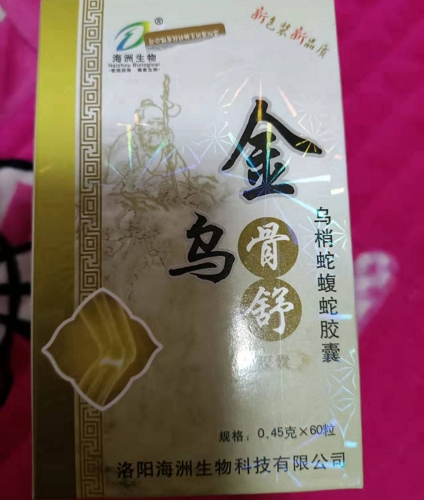 新包装新品质
海洲生物
Haizhou Biological
金
乌
骨
舒
乌梢蛇蝮蛇胶囊
规格：0.45克×60粒
洛阳海洲生物科技有限公司